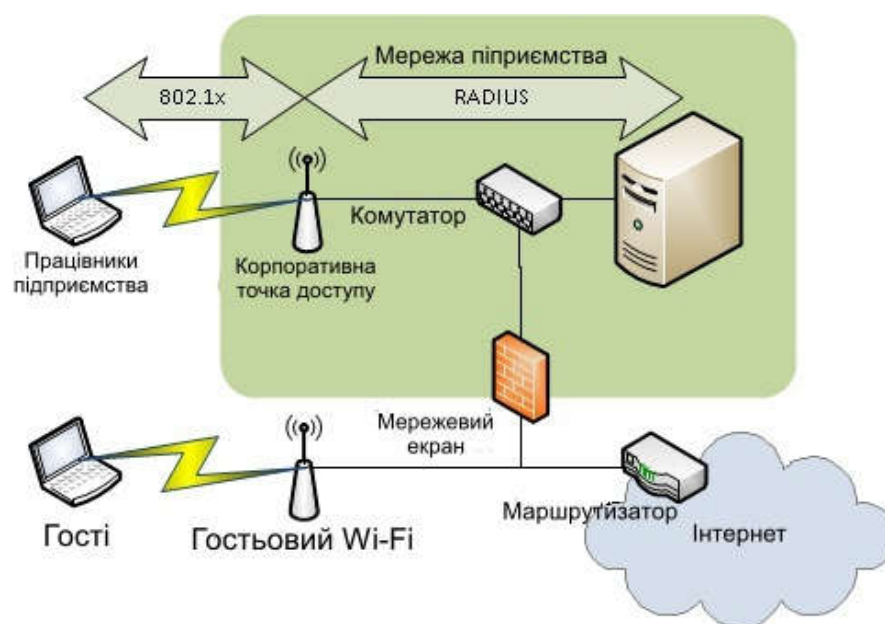 Мережа піприємства
802.1x
RADIUS
Комутатор
Працівники
підприємства
Корпоративна
точка доступу
Мережевий
екран
Маршрутизатор
Інтернет
Гості
Гостьовий Wi-Fi